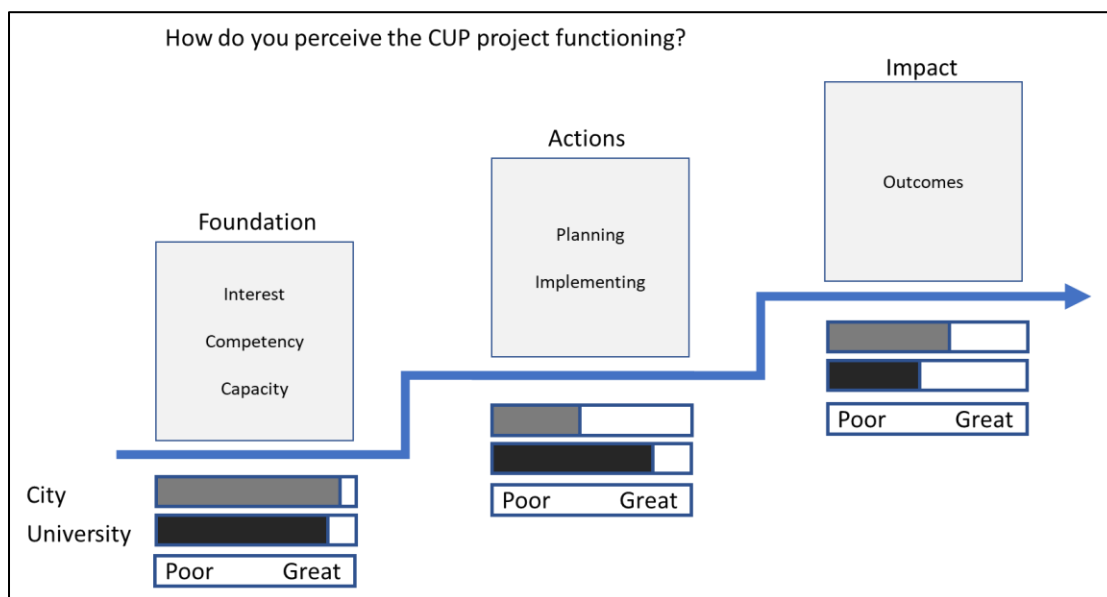 How do you perceive the CUP project functioning?
Foundation
Interest
Competency
Capacity
City
University
Poor Great
Actions
Planning
Implementing
Poor Great
Impact
Outcomes
Poor Great